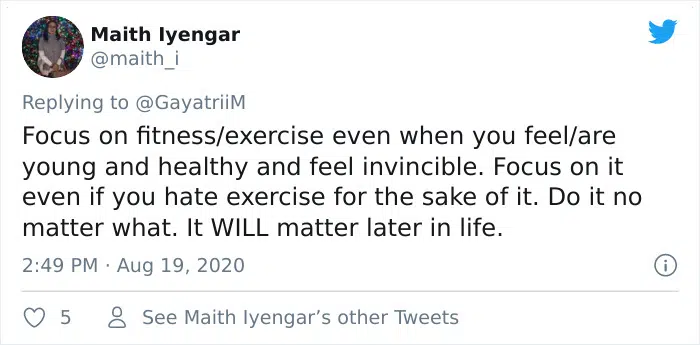 Maith Iyengar
@maith_i
Replying to @GayatriiM
Focus on fitness/exercise even when you feel/are
young and healthy and feel invincible. Focus on it
even if you hate exercise for the sake of it. Do it no
matter what. It WILL matter later in life.
2:49 PM · Aug 19, 2020
5 See Maith Iyengar’s other Tweets